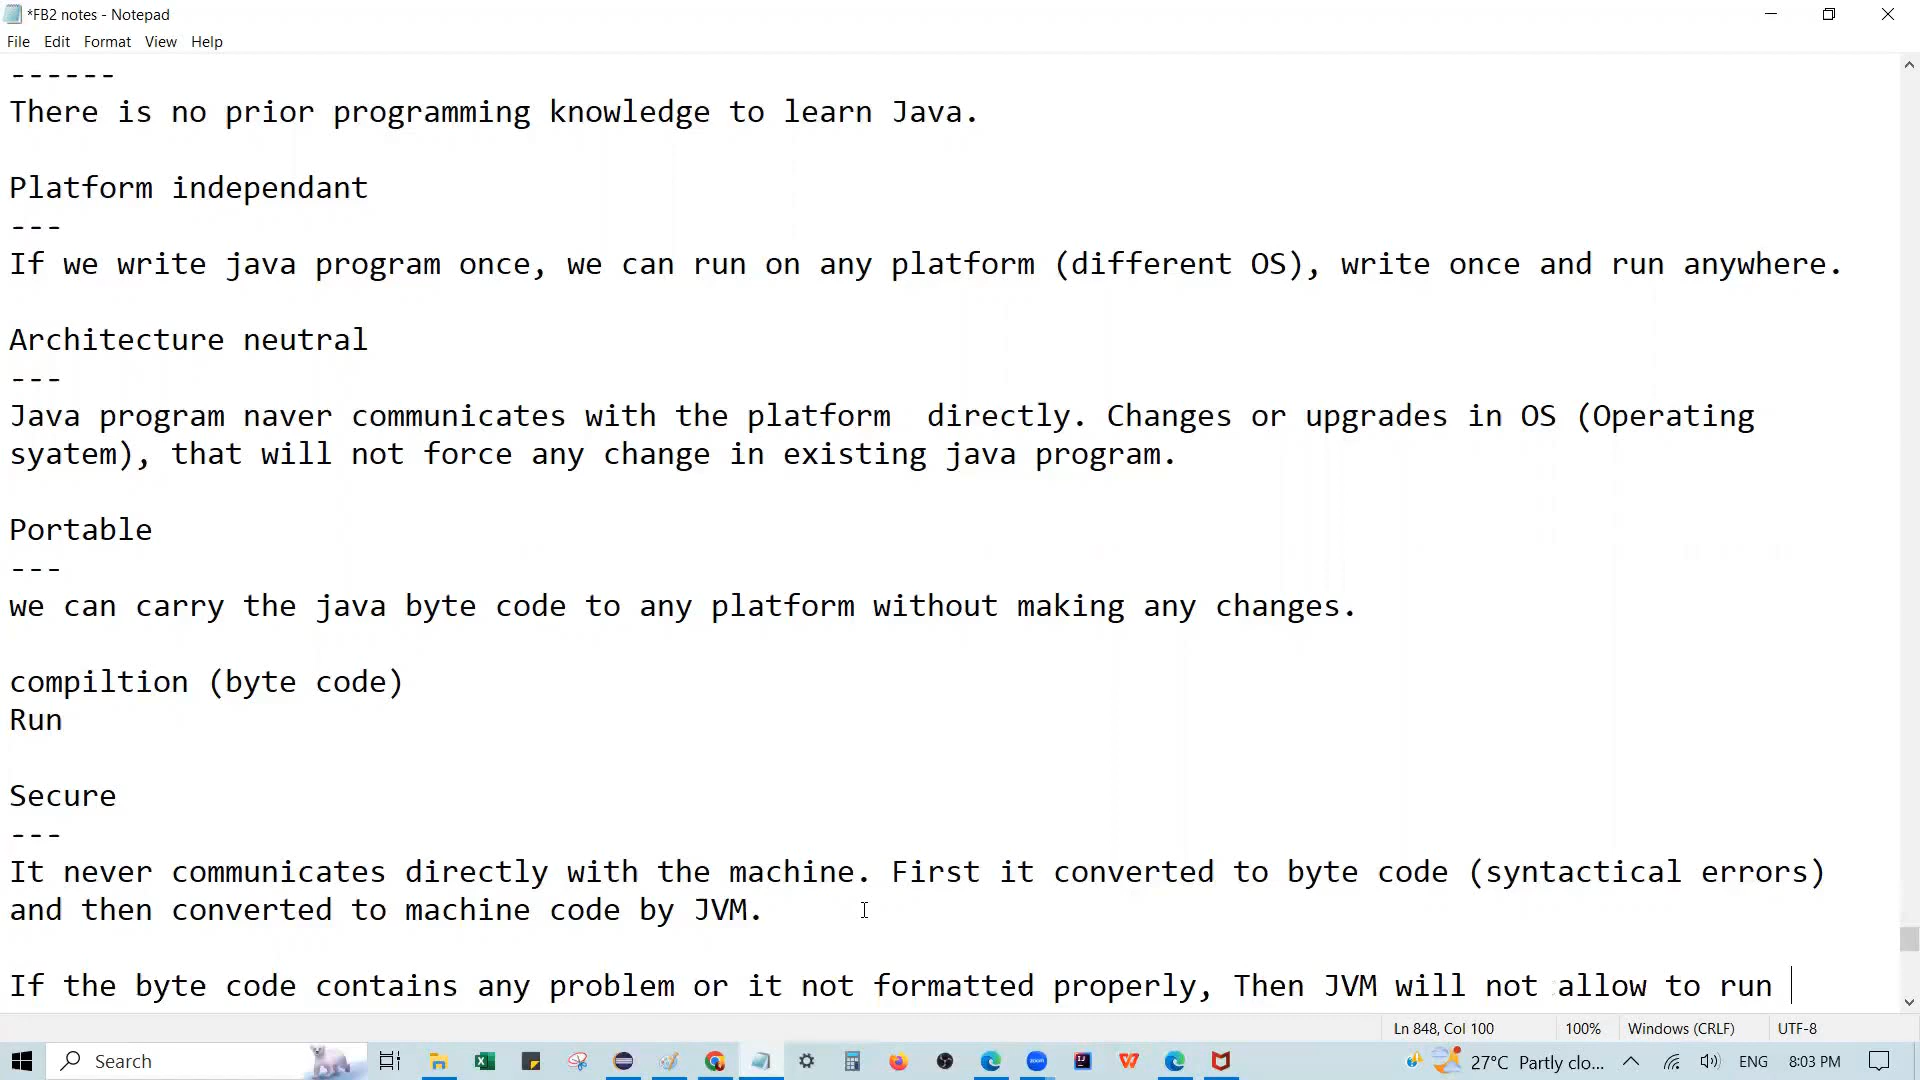 *FB2 notes - Notepad
File Edit Format View Help
------
There is no prior programming knowledge to learn Java.
Platform independant
---
If we write java program once, we can run on any platform (different OS), write once and run anywhere.
Architecture neutral
---
Java program naver communicates with the platform  directly. Changes or upgrades in OS (Operating
syatem), that will not force any change in existing java program.
Portable
---
we can carry the java byte code to any platform without making any changes.
compiltion (byte code)
Run
Secure
---
It never communicates directly with the machine. First it converted to byte code (syntactical errors)
and then converted to machine code by JVM.
If the byte code contains any problem or it not formatted properly, Then JVM will not allow to run
Ln 848, Col 100 100% Windows (CRLF) UTF-8
Search 27°C Partly clo... ENG 8:03 PM